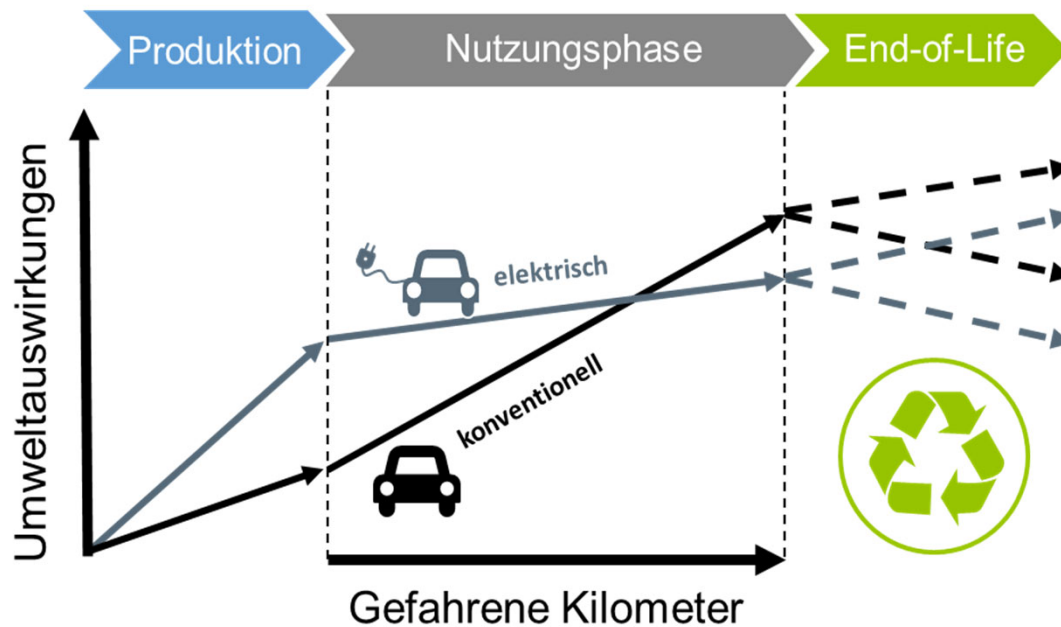 Produktion
Nutzungsphase
End-of-Life
Umweltauswirkungen
elektrisch
konventionell
Gefahrene Kilometer